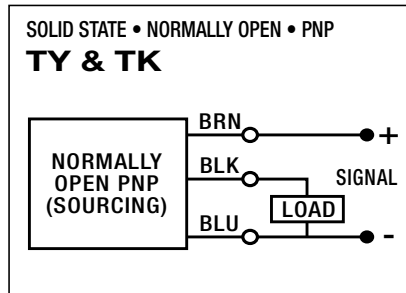 SOLID STATE • NORMALLY OPEN • PNP
TY & TK
BRN
+
NORMALLY
OPEN PNP
(SOURCING)
BLK
SIGNAL
LOAD
BLU
-